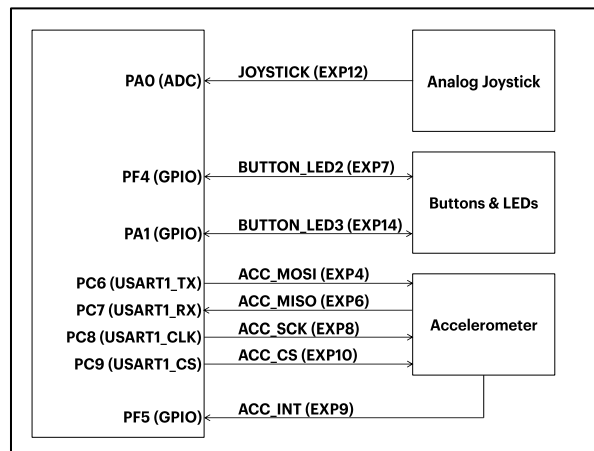 PA0 (ADC) JOYSTICK (EXP12) Analog Joystick
PF4 (GPIO) BUTTON_LED2 (EXP7)
Buttons & LEDs
PA1 (GPIO) BUTTON_LED3 (EXP14)
PC6 (USART1_TX) ACC_MOSI (EXP4)
PC7 (USART1_RX) ACC_MISO (EXP6)
Accelerometer
PC8 (USART1_CLK) ACC_SCK (EXP8)
PC9 (USART1_CS) ACC_CS (EXP10)
PF5 (GPIO) ACC_INT (EXP9)